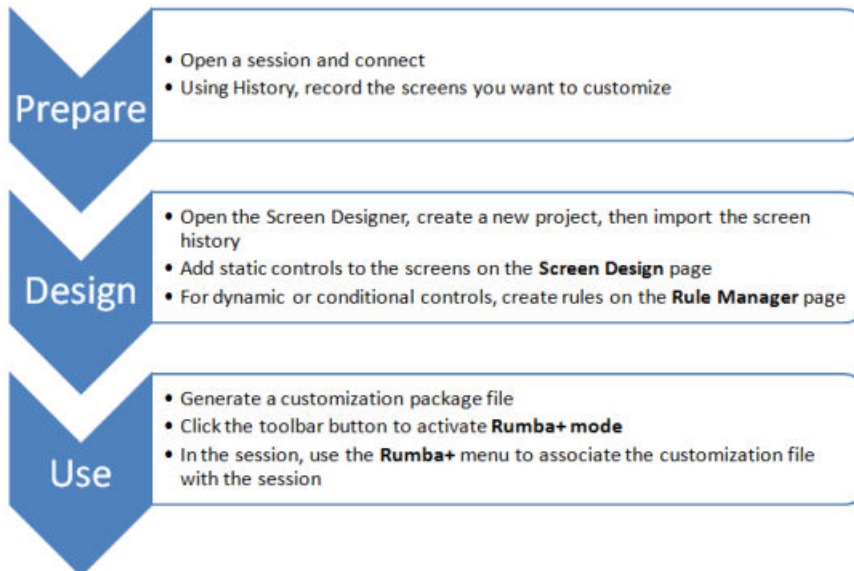 Prepare
• Open a session and connect
• Using History, record the screens you want to customize
Design
• Open the Screen Designer, create a new project, then import the screen
history
• Add static controls to the screens on the Screen Design page
• For dynamic or conditional controls, create rules on the Rule Manager page
Use
• Generate a customization package file
• Click the toolbar button to activate Rumba+ mode
• In the session, use the Rumba+ menu to associate the customization file
with the session